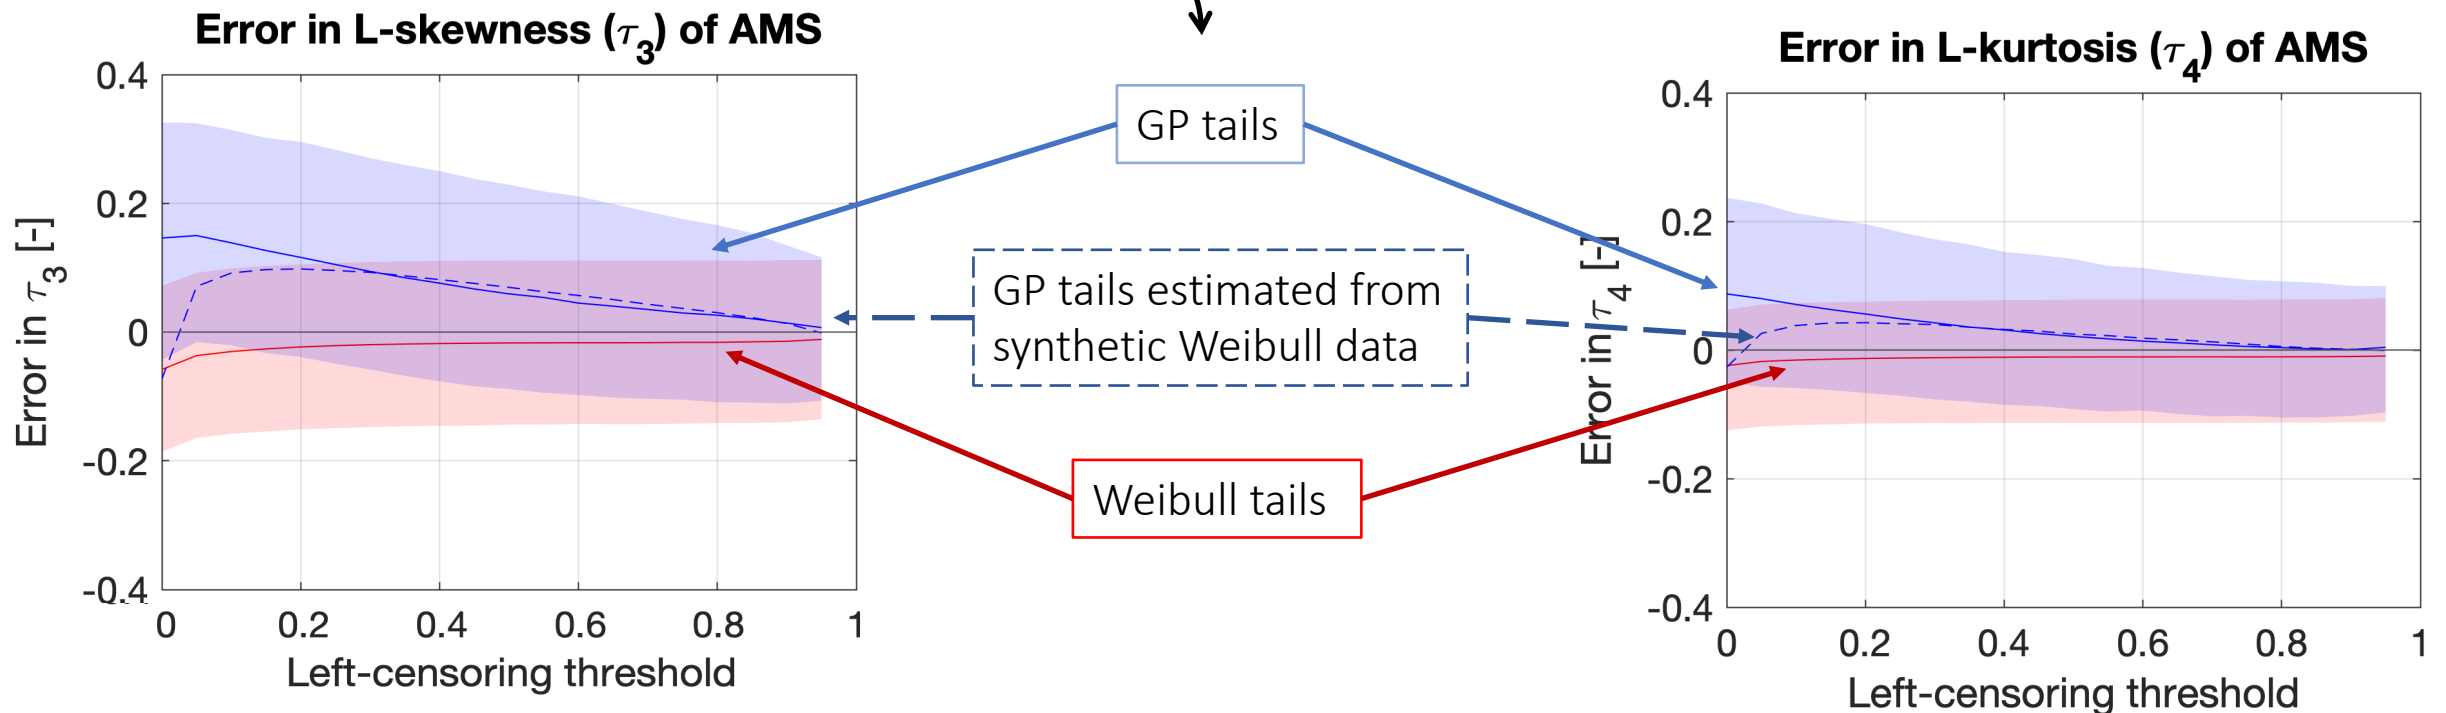 Error in L-skewness (τ3) of AMS
0.4
0.2
0
-0.2
-0.4
Error in τ3 [-]
0
0.2
0.4
0.6
0.8
1
Left-censoring threshold
GP tails
GP tails estimated from
synthetic Weibull data
Weibull tails
Error in L-kurtosis (τ4) of AMS
0.4
0.2
0
-0.2
-0.4
Error in τ4 [-]
0
0.2
0.4
0.6
0.8
1
Left-censoring threshold